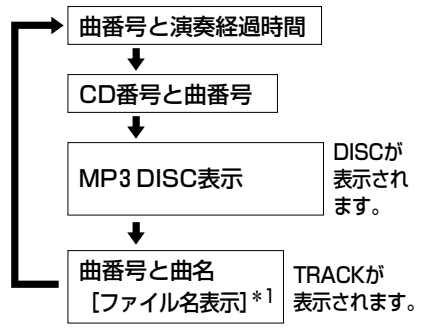 曲番号と演奏経過時間
CD番号と曲番号
MP3 DISC表示
DISCが
表示され
ます。
曲番号と曲名
［ファイル名表示］*1
TRACKが
表示されます。